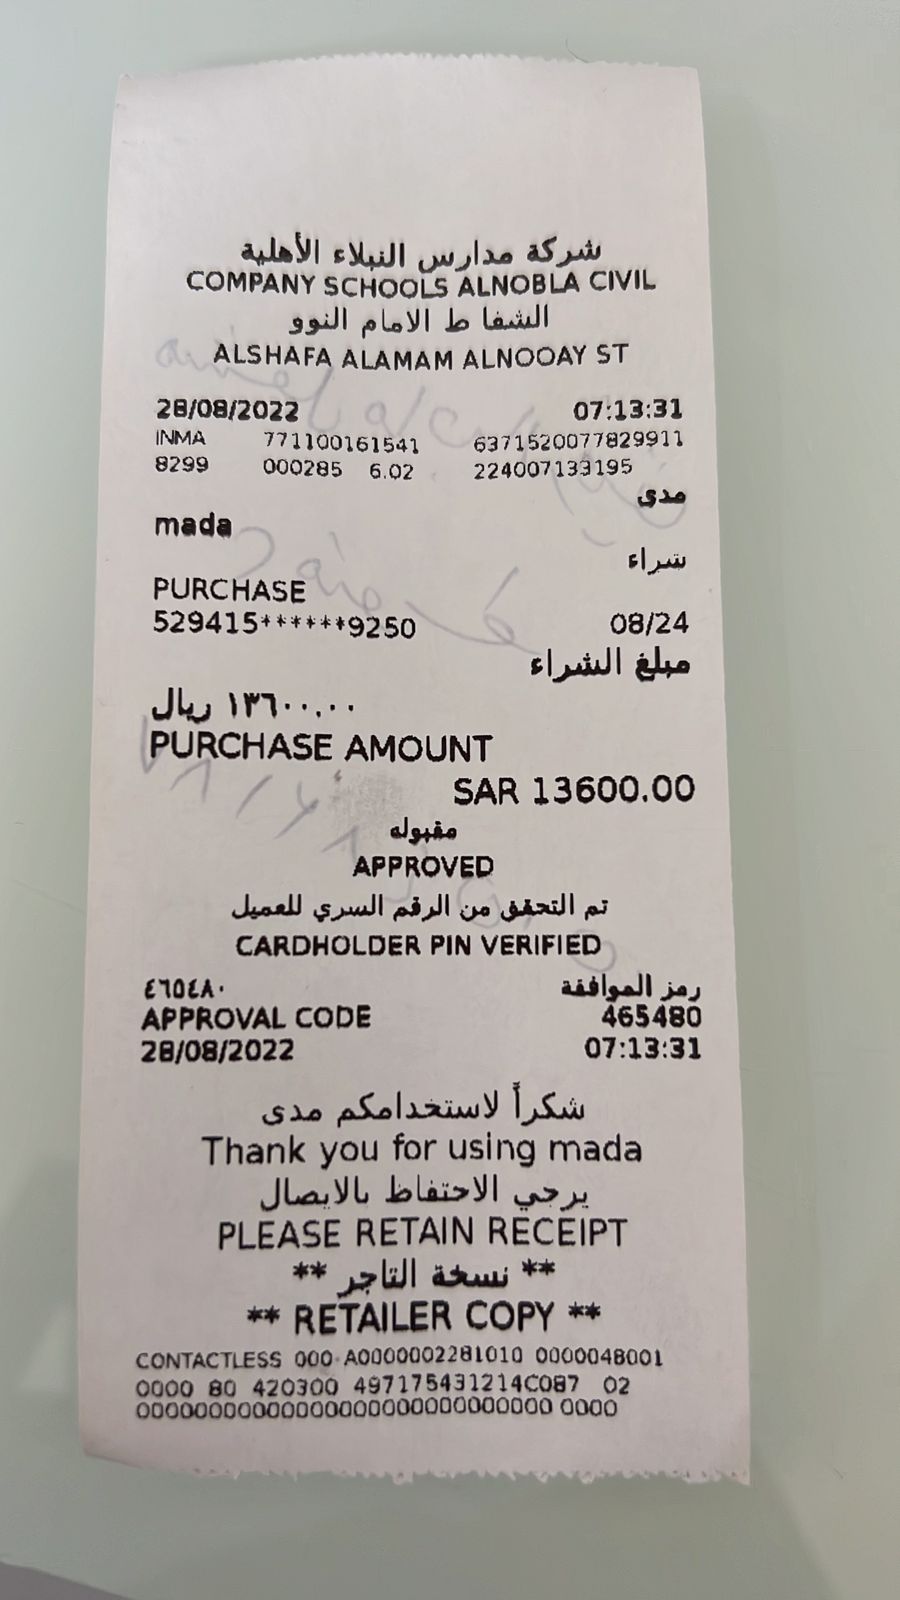 شركة مدارس النبلاء الأهلية
COMPANY SCHOOLS ALNOBLA CIVIL
الشفا ط الامام النوو
ALSHAFA ALAMAM ALNOOAY ST
28/08/2022 07:13:31
INMA 771100161541 6371520077829911
8299 000285 6.02 224007133195
مدى
mada
شراء
PURCHASE
529415******9250 08/24
مبلغ الشراء
١٣٦٠٠.٠٠ ريال
PURCHASE AMOUNT
SAR 13600.00
مقبوله
APPROVED
تم التحقق من الرقم السري للعميل
CARDHOLDER PIN VERIFIED
رمز الموافقة ٤٦٥٤٨٠
APPROVAL CODE 465480
28/08/2022 07:13:31
شكراً لاستخدامكم مدى
Thank you for using mada
يرجي الاحتفاظ بالايصال
PLEASE RETAIN RECEIPT
** نسخة التاجر **
** RETAILER COPY **
CONTACTLESS 000 A0000002281010 0000048001
0000 80 420300 497175431214C087 02